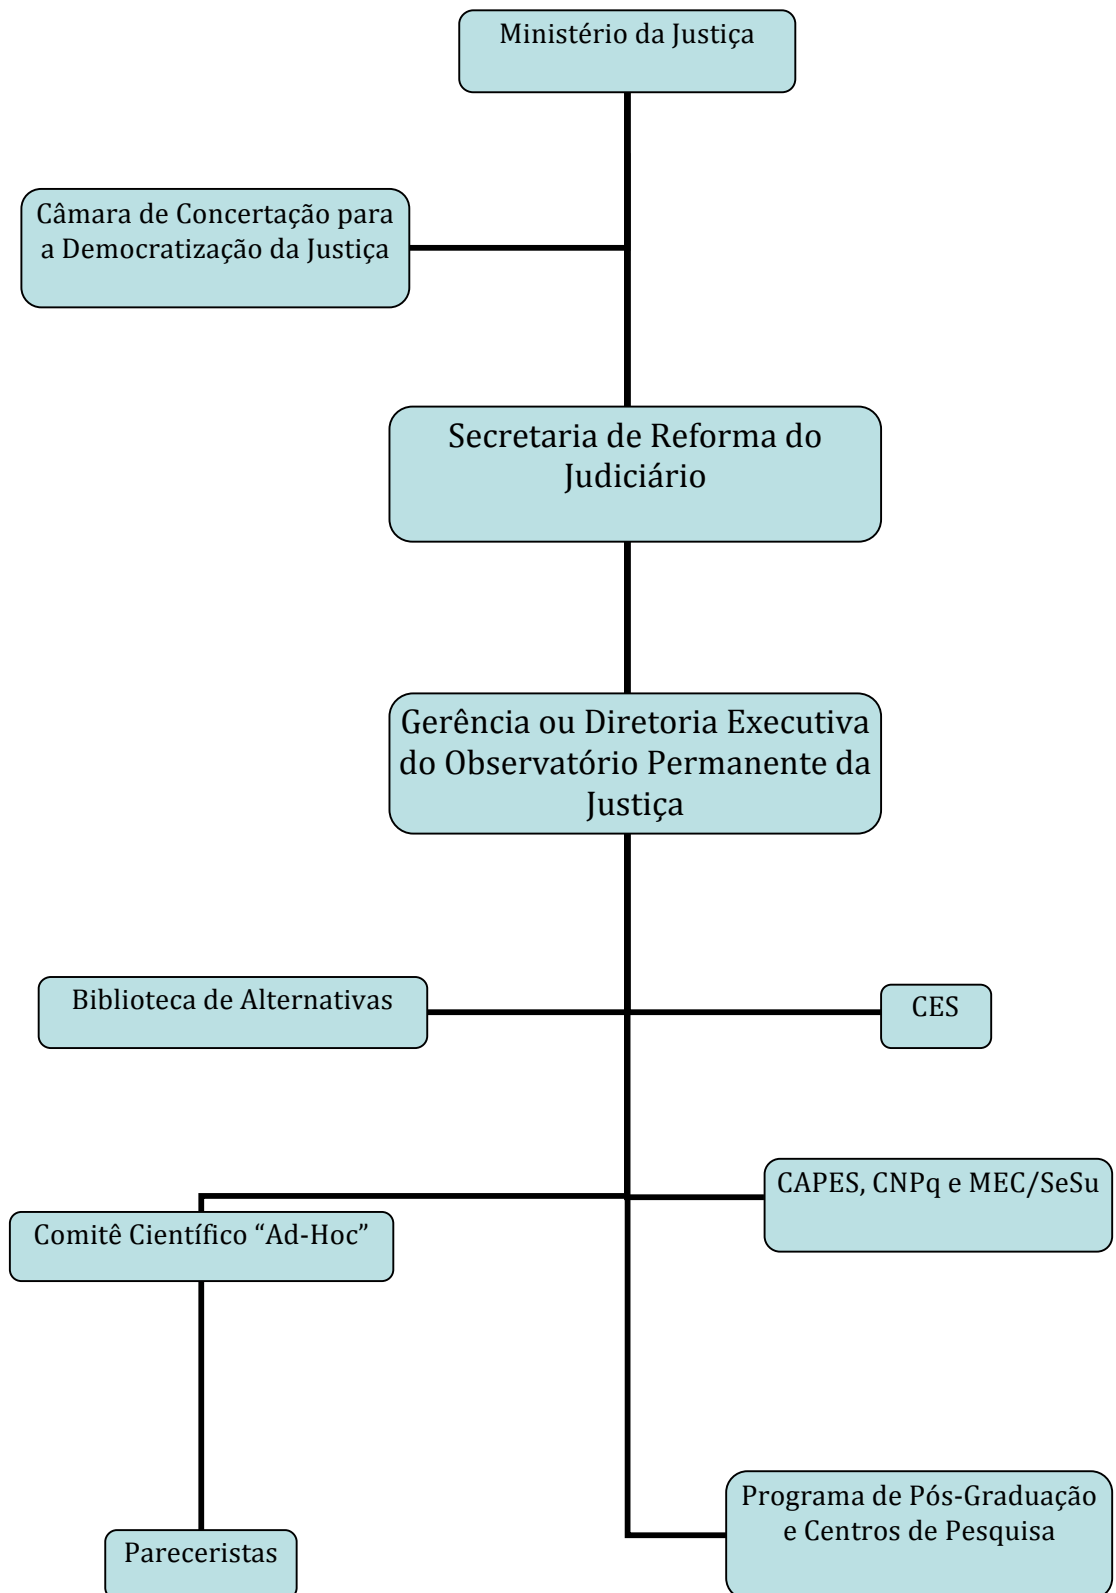 Ministério da Justiça
Câmara de Concertação para
a Democratização da Justiça
Secretaria de Reforma do
Judiciário
Gerência ou Diretoria Executiva
do Observatório Permanente da
Justiça
Biblioteca de Alternativas
CES
CAPES, CNPq e MEC/SeSu
Comitê Científico “Ad-Hoc”
Programa de Pós-Graduação
e Centros de Pesquisa
Pareceristas